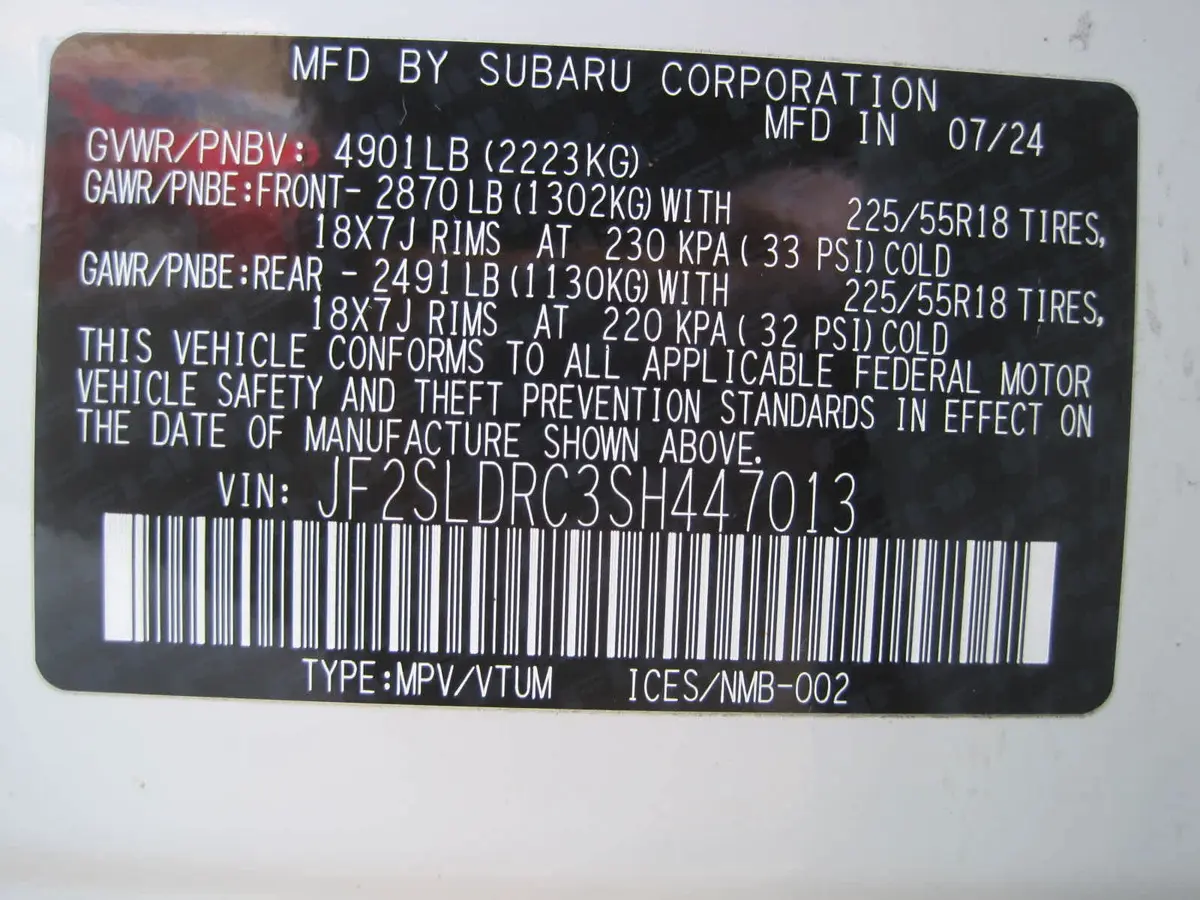 MFD BY SUBARU CORPORATION
MFD IN 07/24
GVWR/PNBV: 4901LB (2223KG)
GAWR/PNBE:FRONT- 2870LB(1302KG)WITH 225/55R18 TIRES,
18X7J RIMS AT 230 KPA( 33 PSI)COLD
GAWR/PNBE:REAR - 2491LB(1130KG)WITH 225/55R18 TIRES,
18X7J RIMS AT 220 KPA( 32 PSI)COLD
THIS VEHICLE CONFORMS TO ALL APPLICABLE FEDERAL MOTOR
VEHICLE SAFETY AND THEFT PREVENTION STANDARDS IN EFFECT ON
THE DATE OF MANUFACTURE SHOWN ABOVE.
VIN: JF2SLDRC3SH447013
TYPE:MPV/VTUM ICES/NMB-002